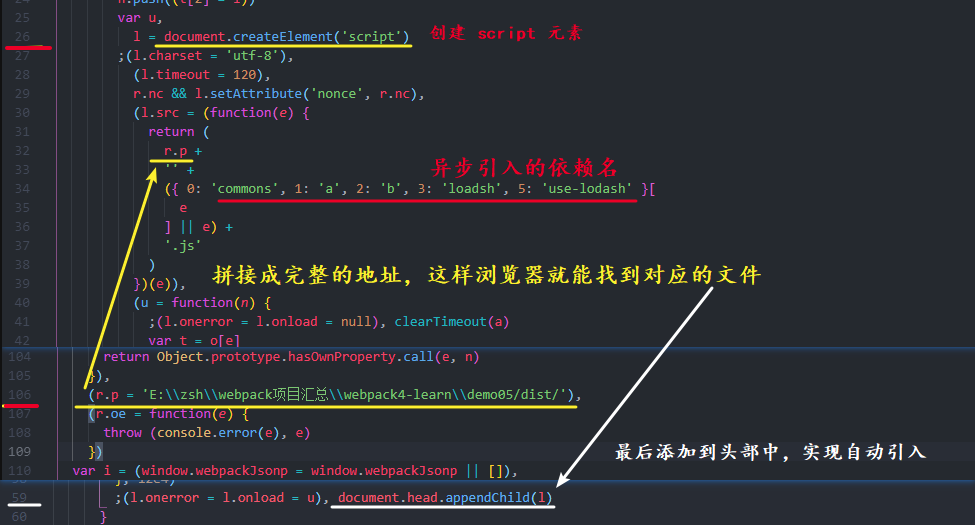 24 n.push((t[2] = i))
25 var u,
26 l = document.createElement('script') 创建 script 元素
27 ;(l.charset = 'utf-8'),
28 (l.timeout = 120),
29 r.nc && l.setAttribute('nonce', r.nc),
30 (l.src = (function(e) {
31 return (
32 r.p +
33 '' + 异步引入的依赖名
34 ({ 0: 'commons', 1: 'a', 2: 'b', 3: 'loadsh', 5: 'use-lodash' }[
35 e
36 ] || e) +
37 '.js'
38 )
39 })(e)), 拼接成完整的地址，这样浏览器就能找到对应的文件
40 (u = function(n) {
41 ;(l.onerror = l.onload = null), clearTimeout(a)
42 var t = o[e]
104 return Object.prototype.hasOwnProperty.call(e, n)
105 }),
106 (r.p = 'E:\\zsh\\webpack项目汇总\\webpack4-learn\\demo05/dist/'),
107 (r.oe = function(e) {
108 throw (console.error(e), e)
109 }) 最后添加到头部中，实现自动引入
110 var i = (window.webpackJsonp = window.webpackJsonp || []),
}, 12e4)
59 ;(l.onerror = l.onload = u), document.head.appendChild(l)
60 }